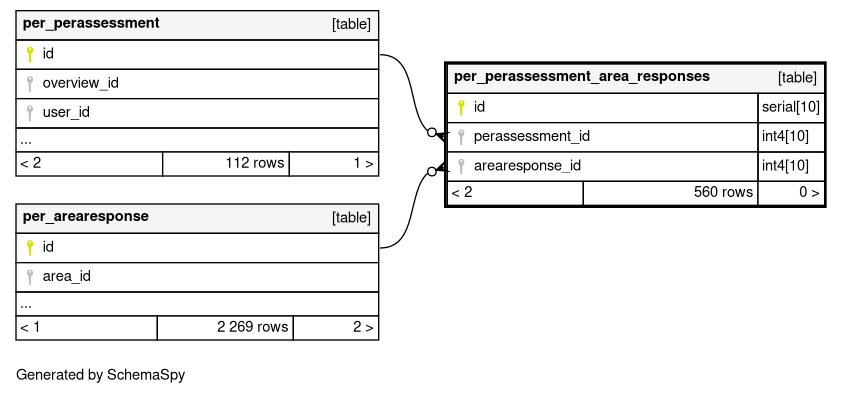 per_perassessment [table]
id
overview_id
user_id
...
< 2 112 rows 1 >
per_perassessment_area_responses [table]
id serial[10]
perassessment_id int4[10]
arearesponse_id int4[10]
< 2 560 rows 0 >
per_arearesponse [table]
id
area_id
...
< 1 2 269 rows 2 >
Generated by SchemaSpy